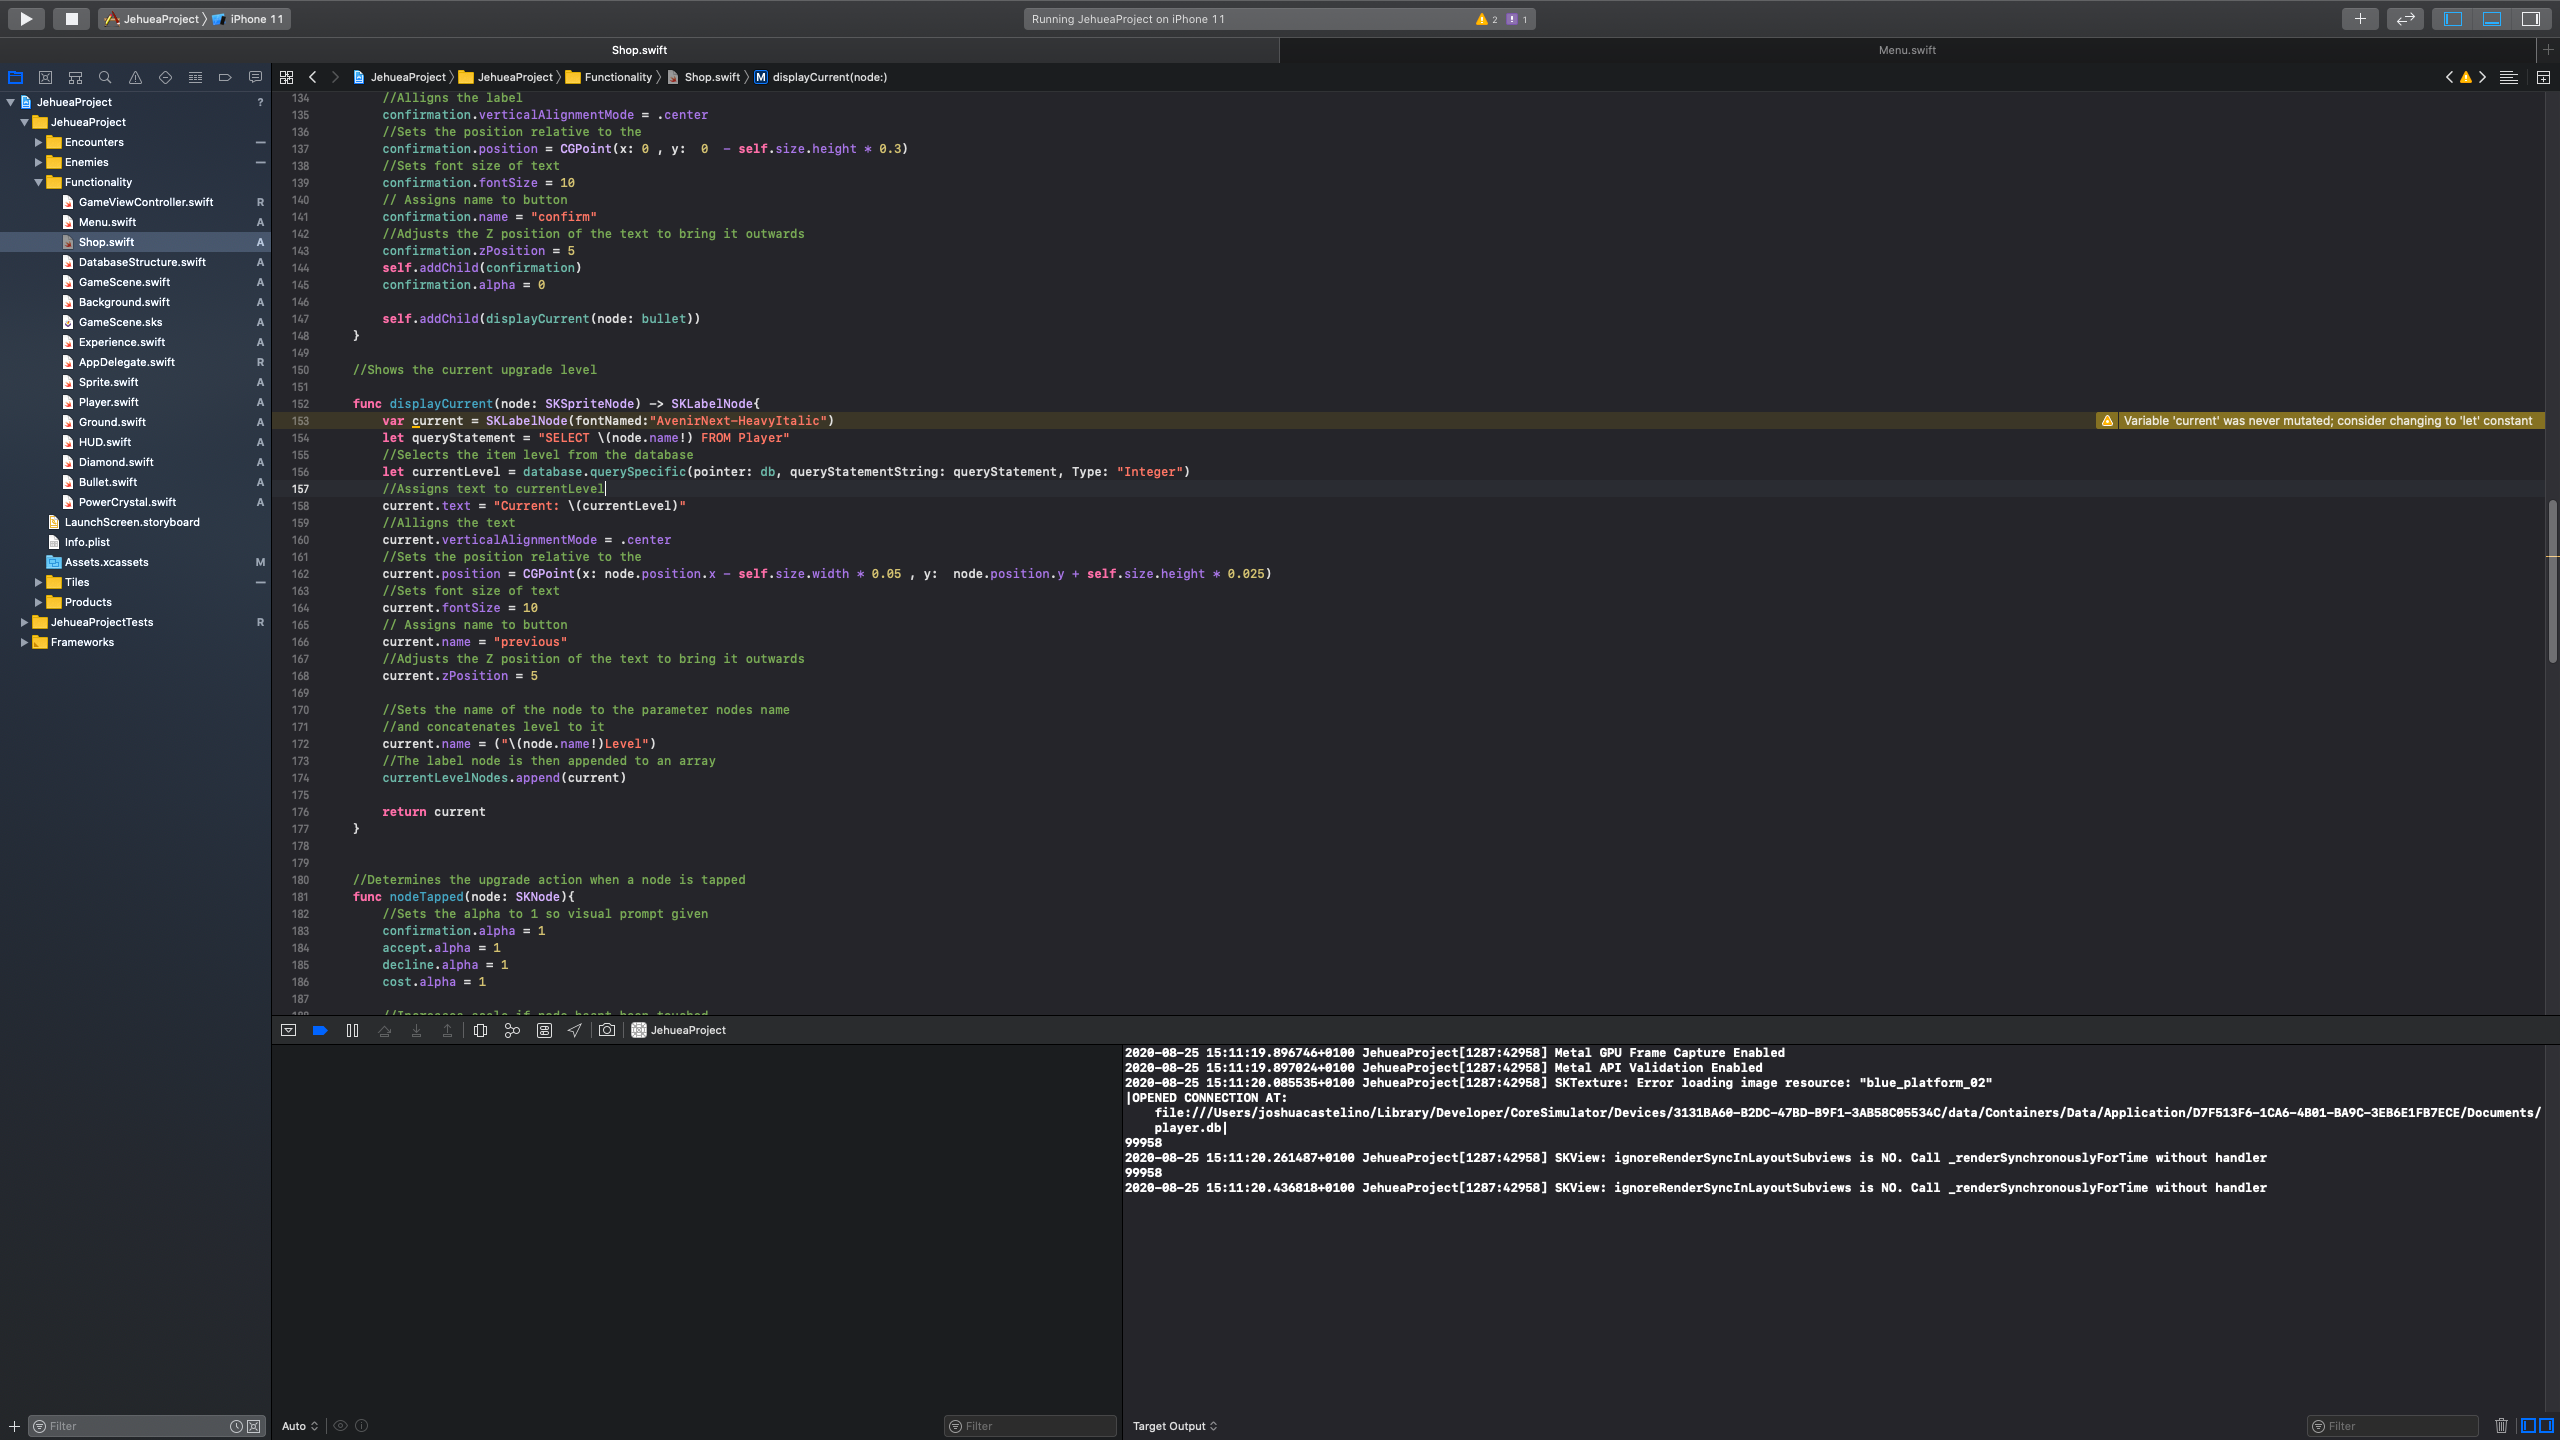 JehueaProject 〉 iPhone 11
Running JehueaProject on iPhone 11
2
1
Shop.swift
Menu.swift
JehueaProject 〉 JehueaProject 〉 Functionality 〉 Shop.swift 〉 M displayCurrent(node:)
JehueaProject ?
JehueaProject
Encounters
Enemies
Functionality
GameViewController.swift R
Menu.swift A
Shop.swift A
DatabaseStructure.swift A
GameScene.swift A
Background.swift A
GameScene.sks A
Experience.swift A
AppDelegate.swift R
Sprite.swift A
Player.swift A
Ground.swift A
HUD.swift A
Diamond.swift A
Bullet.swift A
PowerCrystal.swift A
LaunchScreen.storyboard
Info.plist
Assets.xcassets M
Tiles
Products
JehueaProjectTests R
Frameworks
Filter
134 //Alligns the label
135 confirmation.verticalAlignmentMode = .center
136 //Sets the position relative to the
137 confirmation.position = CGPoint(x: 0 , y:  0  - self.size.height * 0.3)
138 //Sets font size of text
139 confirmation.fontSize = 10
140 // Assigns name to button
141 confirmation.name = "confirm"
142 //Adjusts the Z position of the text to bring it outwards
143 confirmation.zPosition = 5
144 self.addChild(confirmation)
145 confirmation.alpha = 0
146
147 self.addChild(displayCurrent(node: bullet))
148 }
149
150 //Shows the current upgrade level
151
152 func displayCurrent(node: SKSpriteNode) -> SKLabelNode{
153 var current = SKLabelNode(fontNamed:"AvenirNext-HeavyItalic")
Variable 'current' was never mutated; consider changing to 'let' constant
154 let queryStatement = "SELECT \(node.name!) FROM Player"
155 //Selects the item level from the database
156 let currentLevel = database.querySpecific(pointer: db, queryStatementString: queryStatement, Type: "Integer")
157 //Assigns text to currentLevel
158 current.text = "Current: \(currentLevel)"
159 //Alligns the text
160 current.verticalAlignmentMode = .center
161 //Sets the position relative to the
162 current.position = CGPoint(x: node.position.x - self.size.width * 0.05 , y:  node.position.y + self.size.height * 0.025)
163 //Sets font size of text
164 current.fontSize = 10
165 // Assigns name to button
166 current.name = "previous"
167 //Adjusts the Z position of the text to bring it outwards
168 current.zPosition = 5
169
170 //Sets the name of the node to the parameter nodes name
171 //and concatenates level to it
172 current.name = ("\(node.name!)Level")
173 //The label node is then appended to an array
174 currentLevelNodes.append(current)
175
176 return current
177 }
178
179
180 //Determines the upgrade action when a node is tapped
181 func nodeTapped(node: SKNode){
182 //Sets the alpha to 1 so visual prompt given
183 confirmation.alpha = 1
184 accept.alpha = 1
185 decline.alpha = 1
186 cost.alpha = 1
187
JehueaProject
2020-08-25 15:11:19.896746+0100 JehueaProject[1287:42958] Metal GPU Frame Capture Enabled
2020-08-25 15:11:19.897024+0100 JehueaProject[1287:42958] Metal API Validation Enabled
2020-08-25 15:11:20.085535+0100 JehueaProject[1287:42958] SKTexture: Error loading image resource: "blue_platform_02"
|OPENED CONNECTION AT:
file:///Users/joshuacastelino/Library/Developer/CoreSimulator/Devices/3131BA60-B2DC-47BD-B9F1-3AB58C05534C/data/Containers/Data/Application/D7F513F6-1CA6-4B01-BA9C-3EB6E1FB7ECE/Documents/
player.db|
99958
2020-08-25 15:11:20.261487+0100 JehueaProject[1287:42958] SKView: ignoreRenderSyncInLayoutSubviews is NO. Call _renderSynchronouslyForTime without handler
99958
2020-08-25 15:11:20.436818+0100 JehueaProject[1287:42958] SKView: ignoreRenderSyncInLayoutSubviews is NO. Call _renderSynchronouslyForTime without handler
Auto
Filter
Target Output
Filter